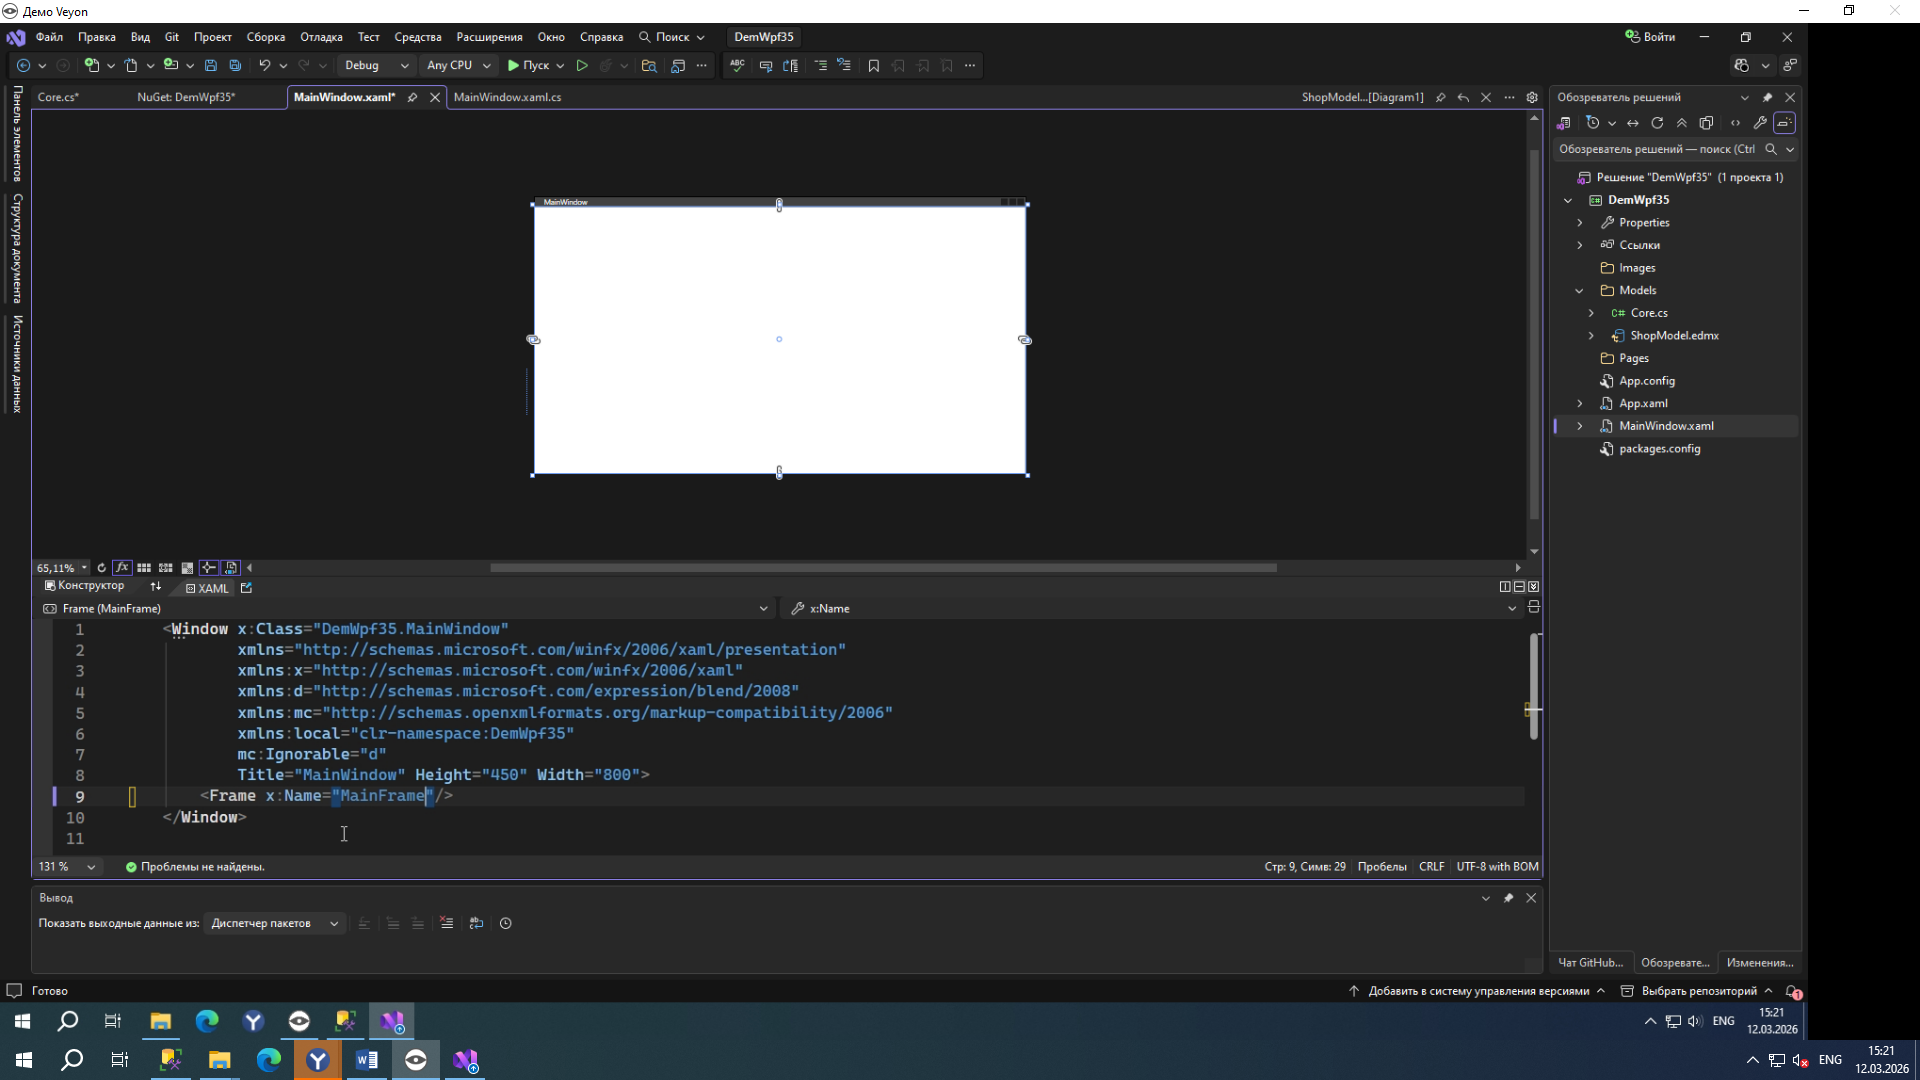 Демо Veyon
Файл Правка Вид Git Проект Сборка Отладка Тест Средства Расширения Окно Справка Поиск DemWpf35 Войти
Debug Any CPU Пуск
Core.cs* NuGet: DemWpf35* MainWindow.xaml* MainWindow.xaml.cs ShopModel...[Diagram1]
Панель элементов
Структура документа
Источники данных
MainWindow
65,11%
Конструктор XAML
Frame (MainFrame) x:Name
1 <Window x:Class="DemWpf35.MainWindow"
2 xmlns="http://schemas.microsoft.com/winfx/2006/xaml/presentation"
3 xmlns:x="http://schemas.microsoft.com/winfx/2006/xaml"
4 xmlns:d="http://schemas.microsoft.com/expression/blend/2008"
5 xmlns:mc="http://schemas.openxmlformats.org/markup-compatibility/2006"
6 xmlns:local="clr-namespace:DemWpf35"
7 mc:Ignorable="d"
8 Title="MainWindow" Height="450" Width="800">
9 <Frame x:Name="MainFrame"/>
10 </Window>
11
131 % Проблемы не найдены. Стр: 9, Симв: 29 Пробелы CRLF UTF-8 with BOM
Вывод
Показать выходные данные из: Диспетчер пакетов
Обозреватель решений
Обозреватель решений — поиск (Ctrl
Решение "DemWpf35" (1 проекта 1)
DemWpf35
Properties
Ссылки
Images
Models
C# Core.cs
ShopModel.edmx
Pages
App.config
App.xaml
MainWindow.xaml
packages.config
Чат GitHub... Обозревате... Изменения...
Готово Добавить в систему управления версиями Выбрать репозиторий 1
ENG 15:21
12.03.2026
ENG 15:21
12.03.2026